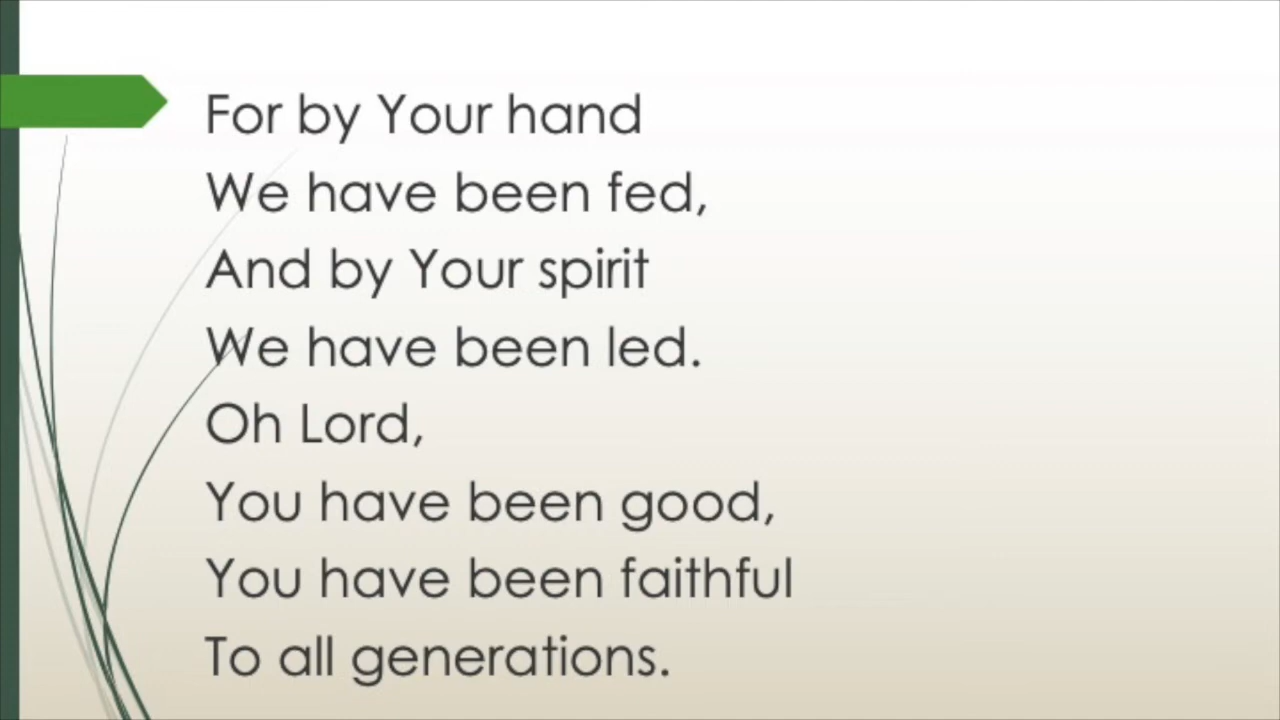 For by Your hand
We have been fed,
And by Your spirit
We have been led.
Oh Lord,
You have been good,
You have been faithful
To all generations.